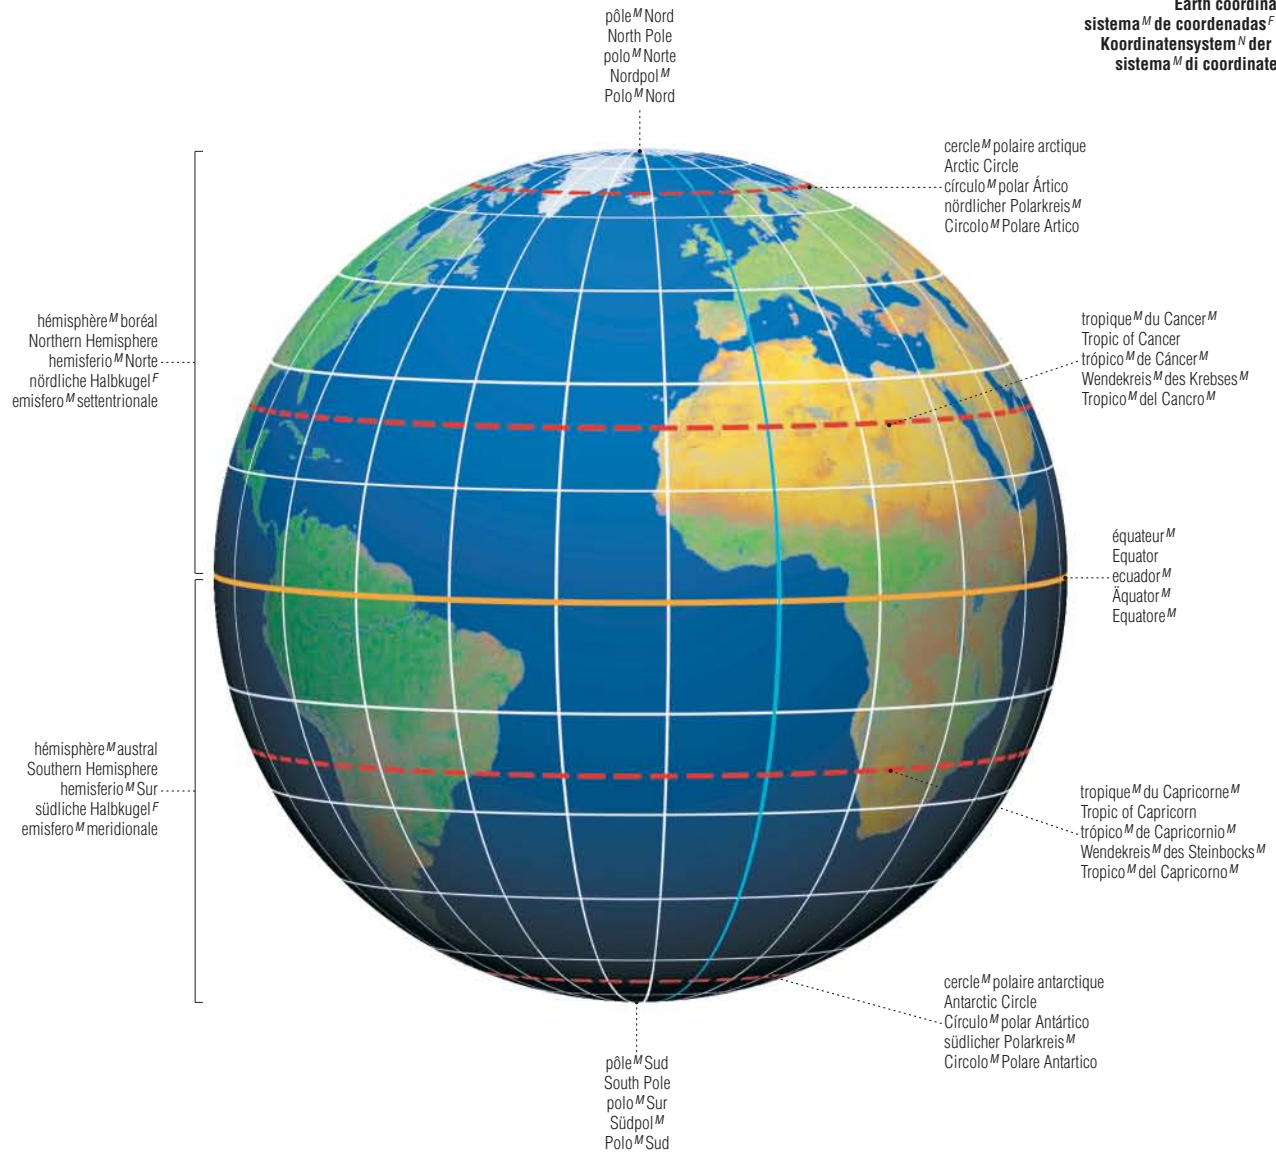 pôle M Nord
North Pole
polo M Norte
Nordpol M
Polo M Nord
Earth coordina
sistema M de coordenadas F
Koordinatensystem N der
sistema M di coordinate
cercle M polaire arctique
Arctic Circle
círculo M polar Ártico
nördlicher Polarkreis M
Circolo M Polare Artico
hémisphère M boréal
Northern Hemisphere
hemisferio M Norte
nördliche Halbkugel F
emisfero M settentrionale
tropique M du Cancer M
Tropic of Cancer
trópico M de Cáncer M
Wendekreis M des Krebses M
Tropico M del Cancro M
équateur M
Equator
ecuador M
Äquator M
Equatore M
hémisphère M austral
Southern Hemisphere
hemisferio M Sur
südliche Halbkugel F
emisfero M meridionale
tropique M du Capricorne M
Tropic of Capricorn
trópico M de Capricornio M
Wendekreis M des Steinbocks M
Tropico M del Capricorno M
cercle M polaire antarctique
Antarctic Circle
Círculo M polar Antártico
südlicher Polarkreis M
Circolo M Polare Antartico
pôle M Sud
South Pole
polo M Sur
Südpol M
Polo M Sud